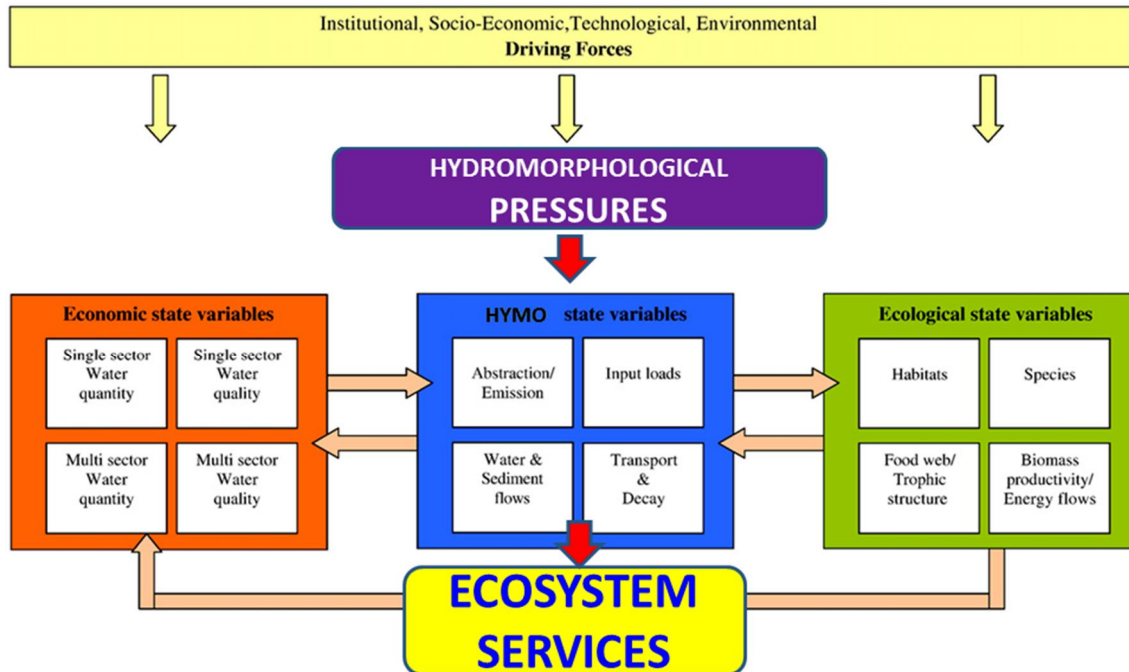 Institutional, Socio-Economic,Technological, Environmental
Driving Forces
HYDROMORPHOLOGICAL
PRESSURES
Economic state variables
Single sector
Water
quantity
Single sector
Water
quality
Multi sector
Water
quantity
Multi sector
Water
quality
HYMO state variables
Abstraction/
Emission
Input loads
Water &
Sediment
flows
Transport
&
Decay
Ecological state variables
Habitats
Species
Food web/
Trophic
structure
Biomass
productivity/
Energy flows
ECOSYSTEM
SERVICES